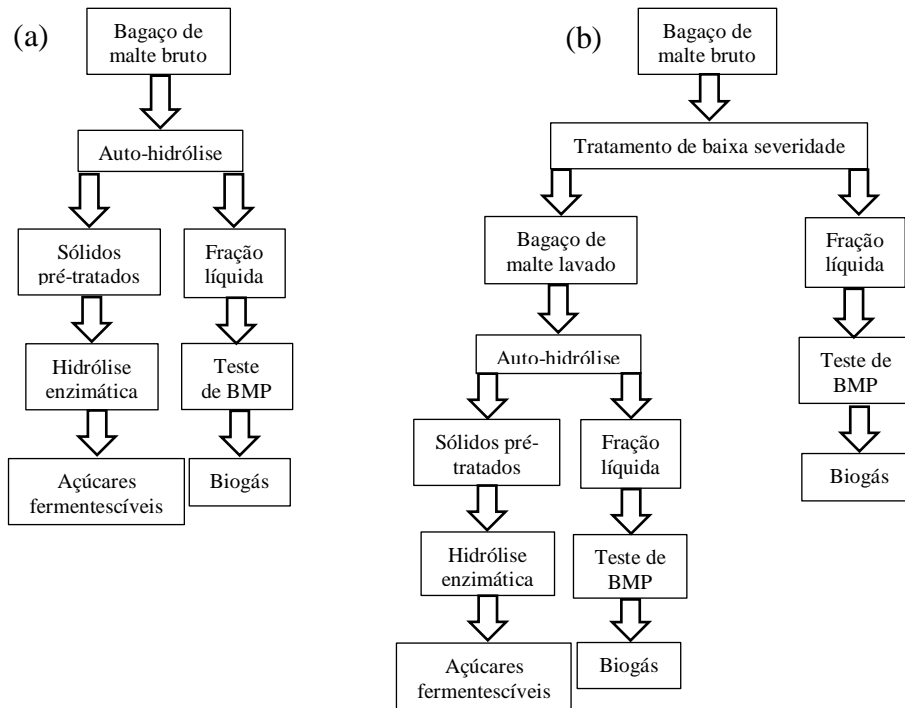 (a)
Bagaço de
malte bruto
Auto-hidrólise
Sólidos
pré-tratados
Fração
líquida
Hidrólise
enzimática
Teste
de BMP
Açúcares
fermentescíveis
Biogás
(b)
Bagaço de
malte bruto
Tratamento de baixa severidade
Bagaço de
malte lavado
Fração
líquida
Auto-hidrólise
Teste de
BMP
Sólidos pré-
tratados
Fração
líquida
Biogás
Hidrólise
enzimática
Teste de
BMP
Açúcares
fermentescíveis
Biogás